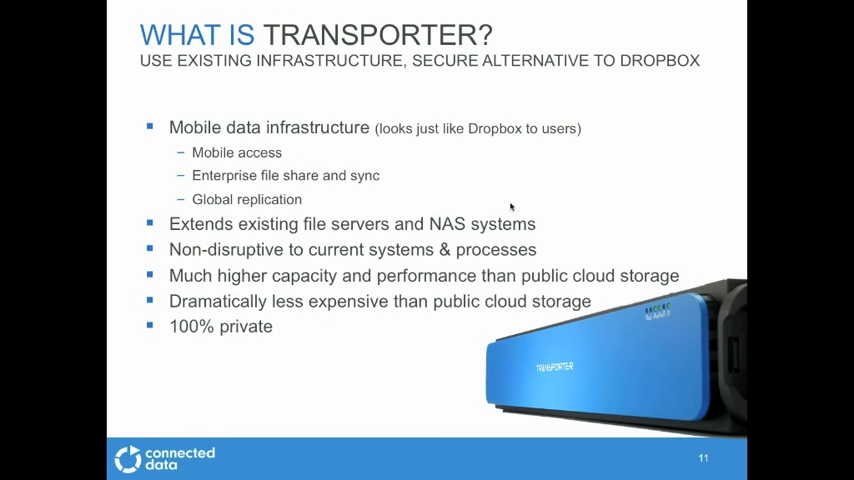 WHAT IS TRANSPORTER?
USE EXISTING INFRASTRUCTURE, SECURE ALTERNATIVE TO DROPBOX
Mobile data infrastructure (looks just like Dropbox to users)
– Mobile access
– Enterprise file share and sync
– Global replication
Extends existing file servers and NAS systems
Non-disruptive to current systems & processes
Much higher capacity and performance than public cloud storage
Dramatically less expensive than public cloud storage
100% private
TRANSPORTER
connected
data
11